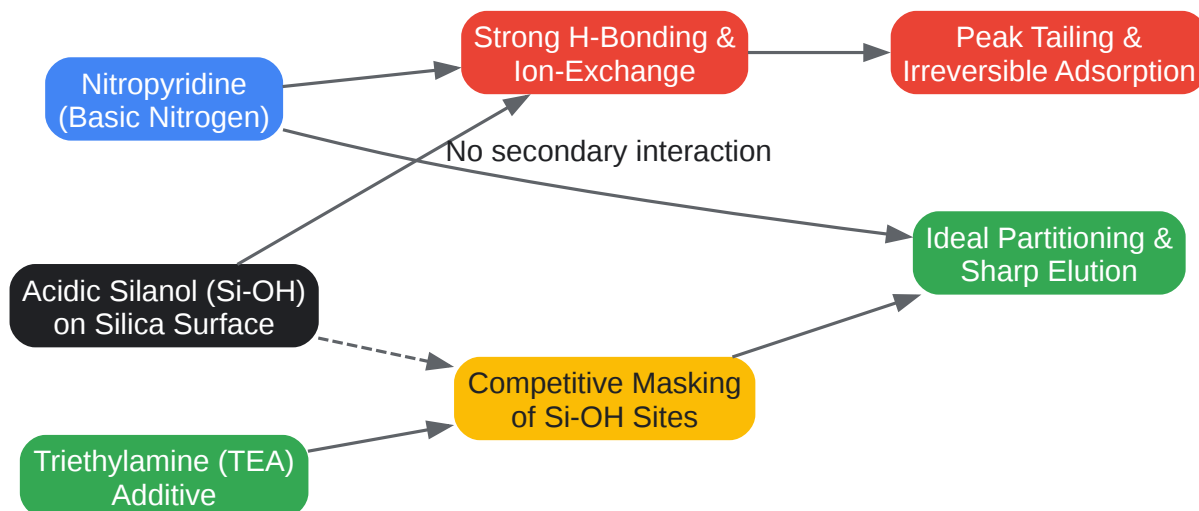 Strong H-Bonding &
Ion-Exchange
Peak Tailing &
Irreversible Adsorption
Nitropyridine
(Basic Nitrogen)
No secondary interaction
Ideal Partitioning &
Sharp Elution
Acidic Silanol (Si-OH)
on Silica Surface
Competitive Masking
of Si-OH Sites
Triethylamine (TEA)
Additive